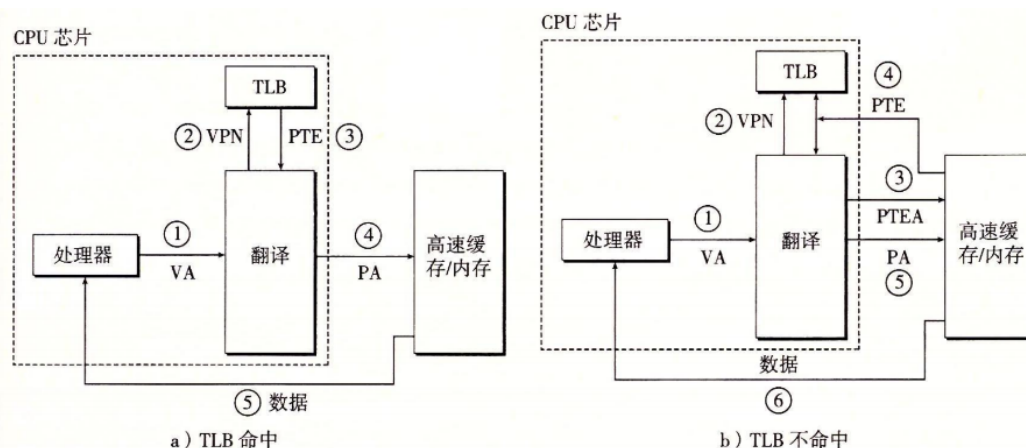 CPU 芯片
TLB
② VPN
PTE ③
处理器
①
VA
翻译
④
PA
高速缓
存/内存
⑤ 数据
a）TLB 命中
CPU 芯片
TLB
④
PTE
② VPN
处理器
①
VA
翻译
③
PTEA
PA
⑤
高速缓
存/内存
数据
⑥
b）TLB 不命中